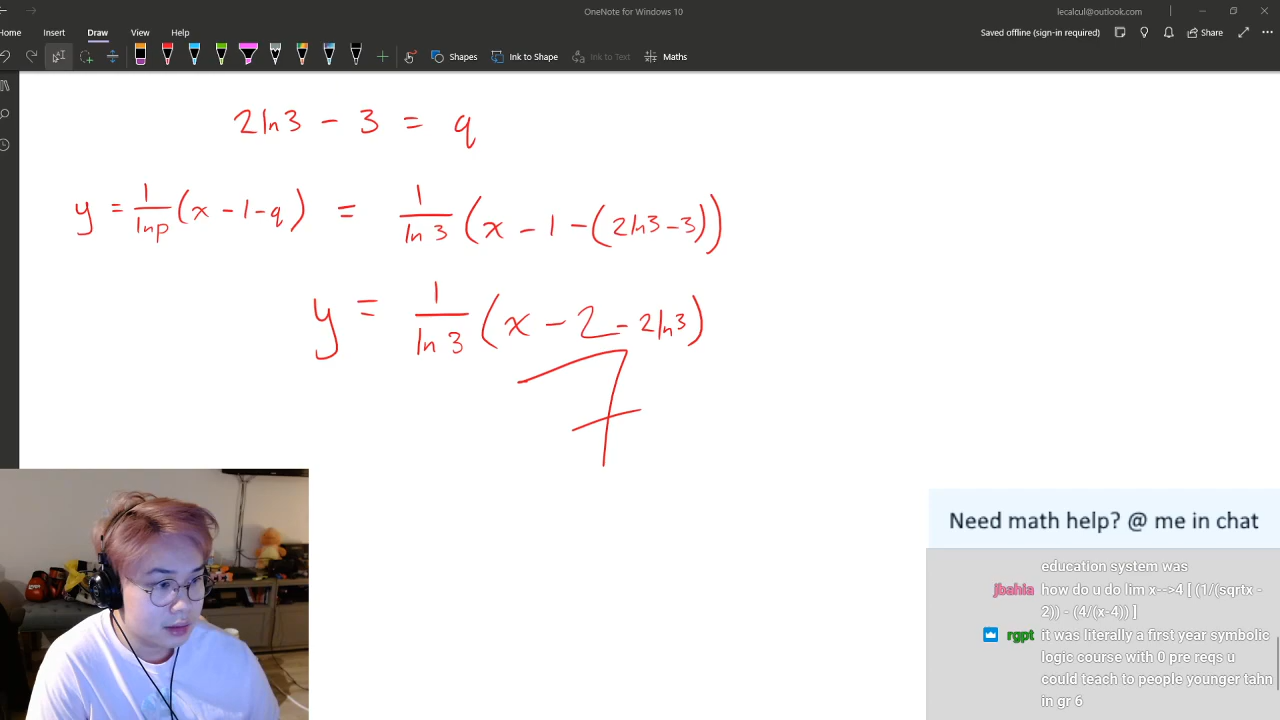 OneNote for Windows 10
lecalcul@outlook.com
Home Insert Draw View Help
Saved offline (sign-in required)
Share
Shapes
Ink to Shape
Ink to Text
Maths
2ln3 - 3 = q
y = 1/lnp (x - 1 - q) = 1/ln 3 (x - 1 - (2ln3 - 3))
y = 1/ln 3 (x - 2 - 2ln3)
7
Need math help? @ me in chat
education system was
jbahia how do u do lim x-->4 [ (1/(sqrtx -
2)) - (4/(x-4)) ]
rgpt it was literally a first year symbolic
logic course with 0 pre reqs u
could teach to people younger tahn
in gr 6